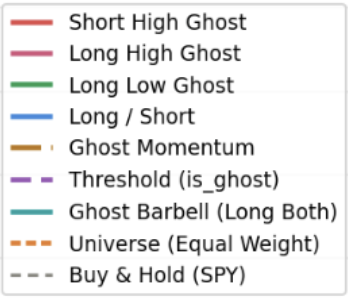 Short High Ghost
Long High Ghost
Long Low Ghost
Long / Short
Ghost Momentum
Threshold (is_ghost)
Ghost Barbell (Long Both)
Universe (Equal Weight)
Buy & Hold (SPY)